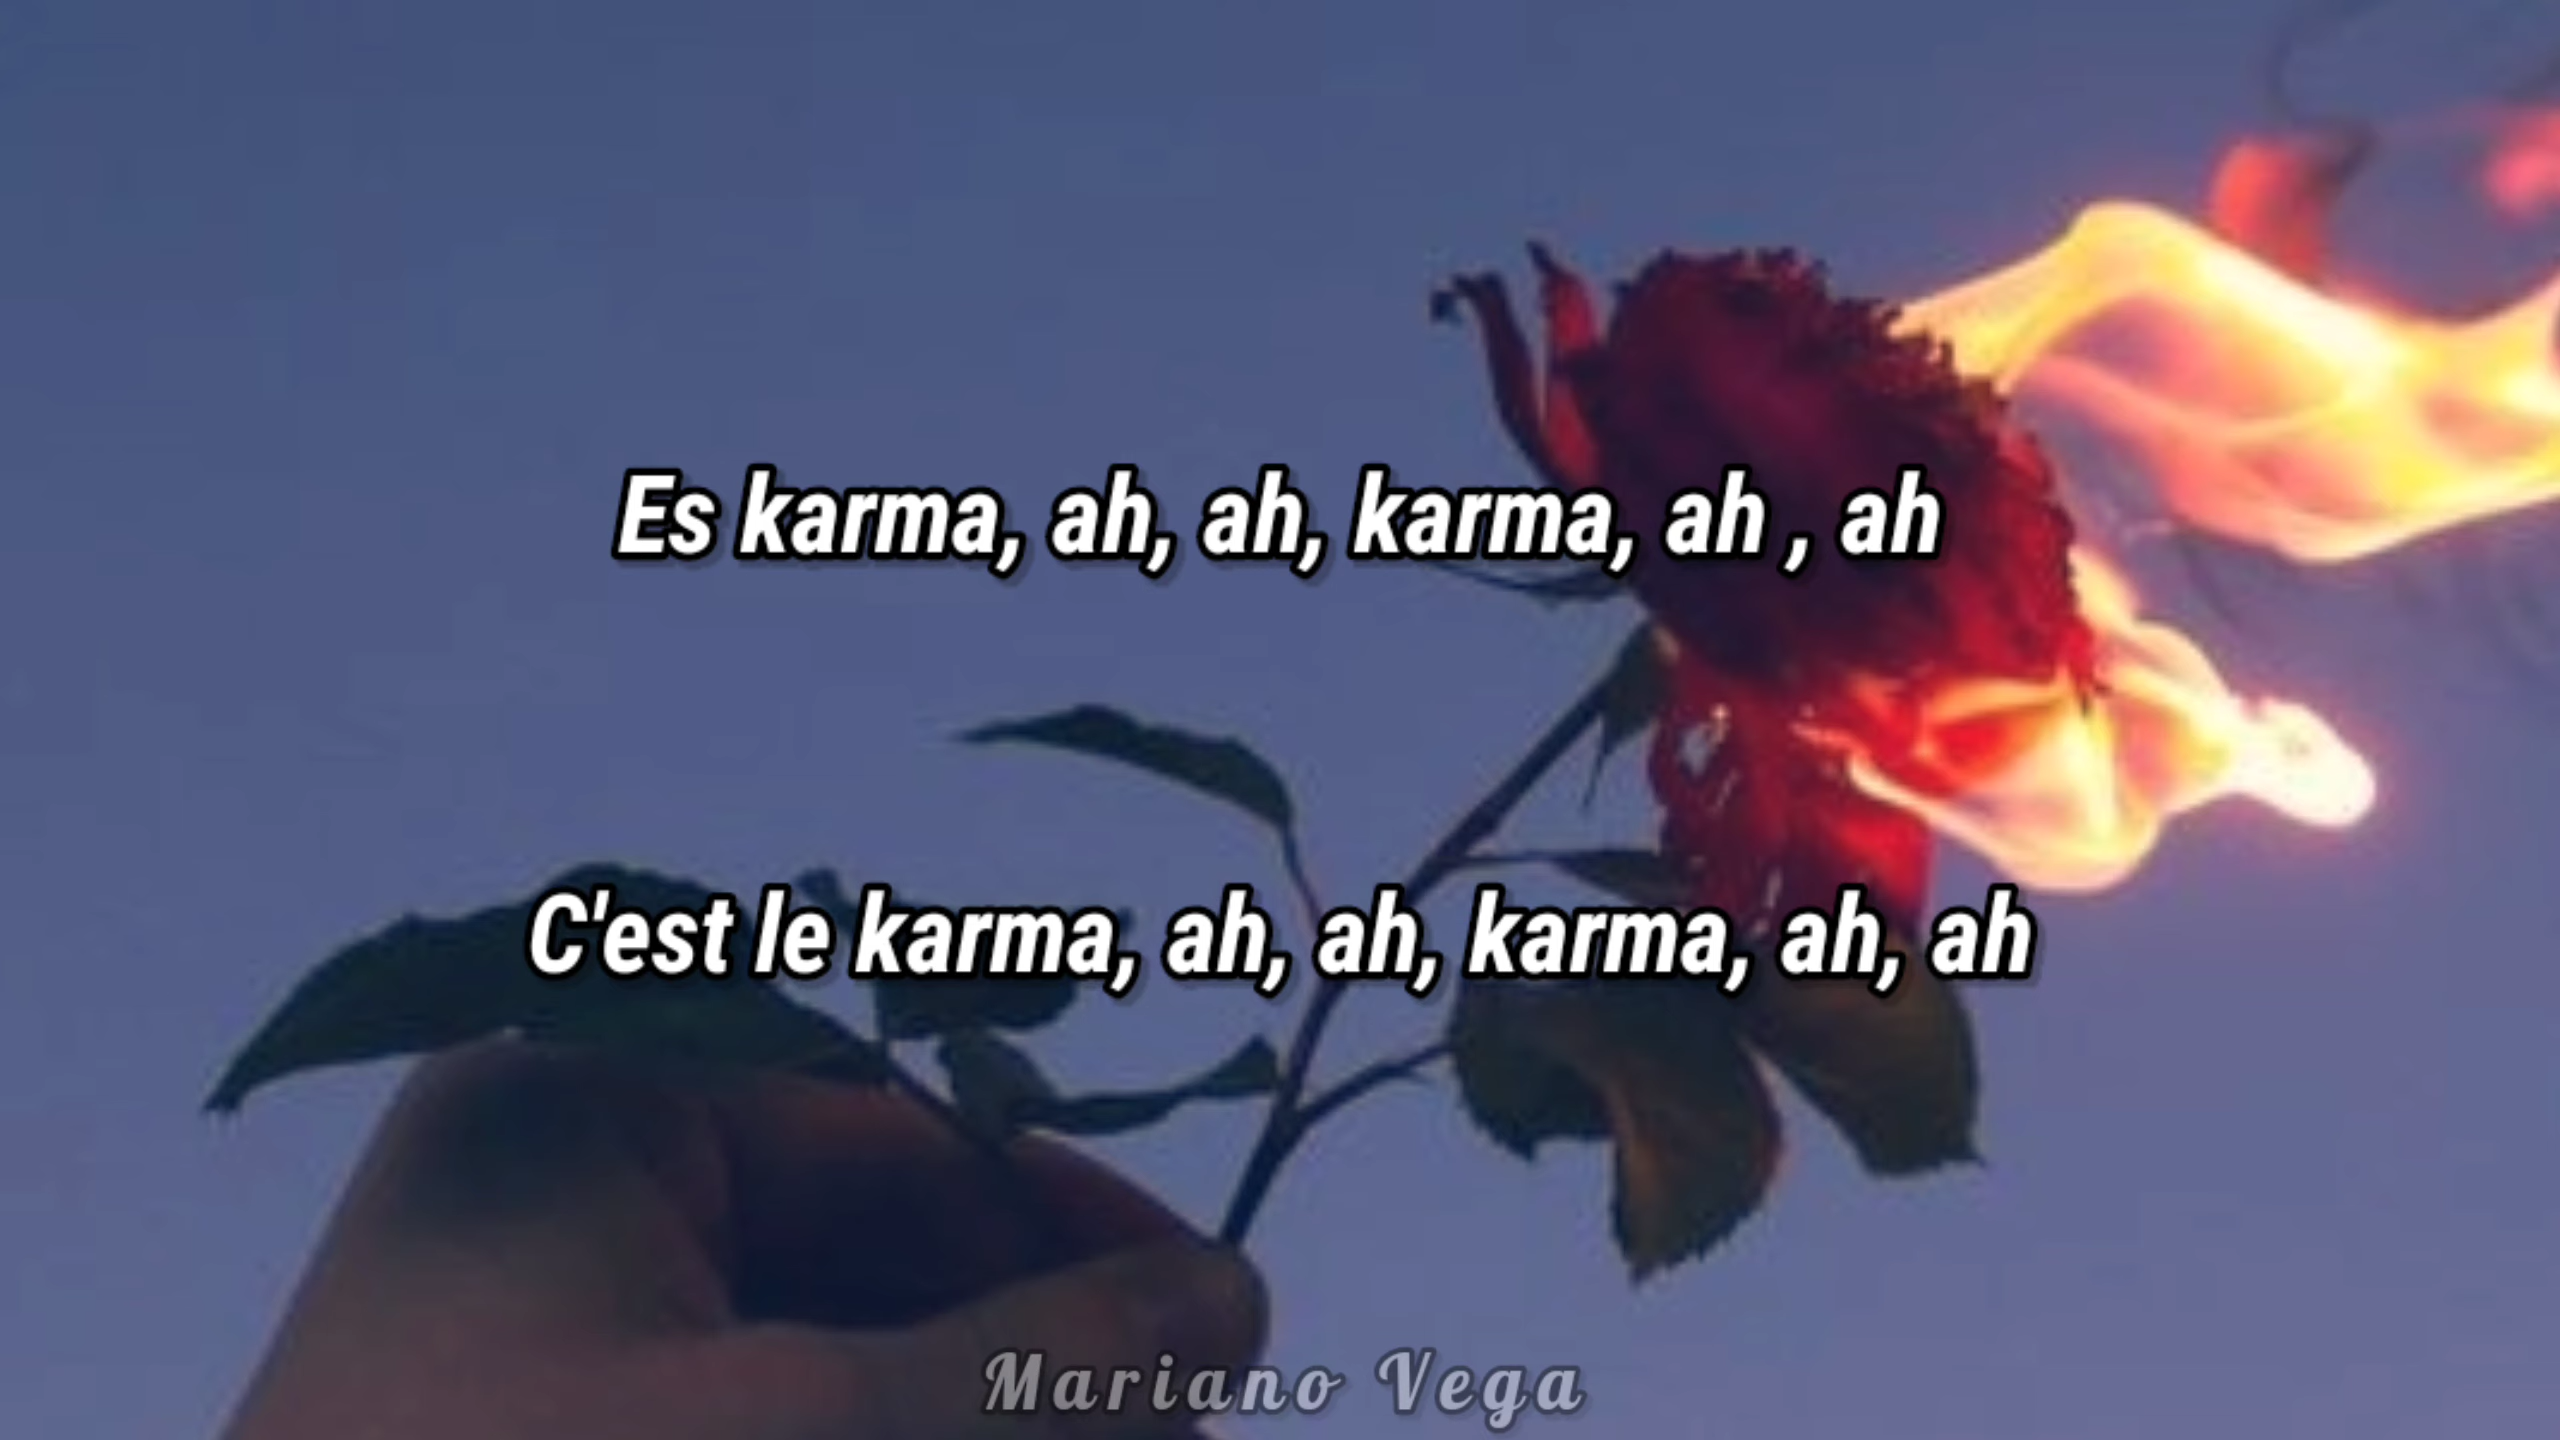 Es karma, ah, ah, karma, ah , ah
C'est le karma, ah, ah, karma, ah, ah
Mariano Vega